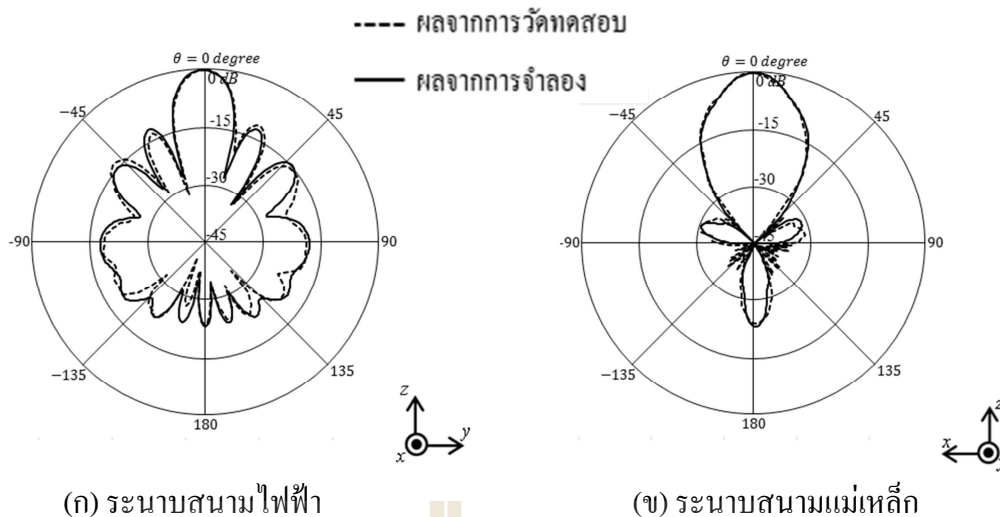 ผลจากการวัดทดสอบ
ผลจากการจำลอง
θ = 0 degree
0 dB
-15
-30
-45
−45
45
-90
90
−135
135
180
z
y
x
(ก) ระนาบสนามไฟฟ้า
θ = 0 degree
0 dB
-15
-30
-45
−45
45
-90
90
−135
135
180
z
x
(ข) ระนาบสนามแม่เหล็ก